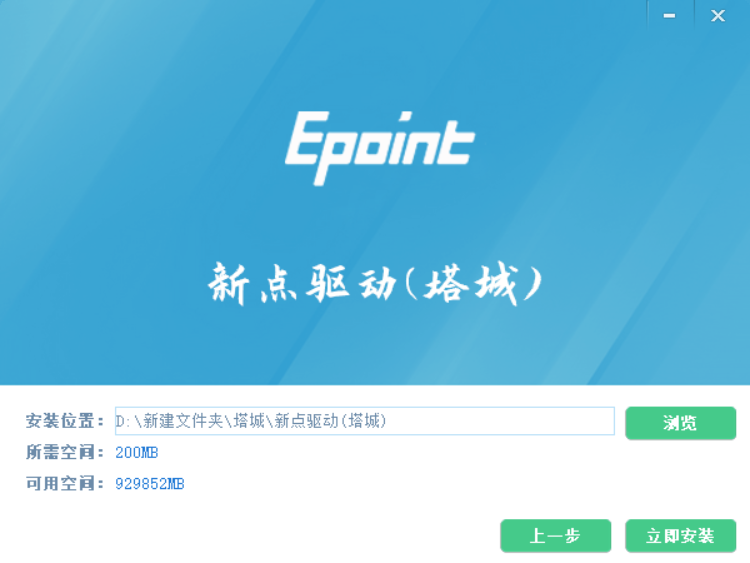 Epoint
新点驱动(塔城)
安装位置: D:\新建文件夹\塔城\新点驱动(塔城) 浏览
所需空间: 200MB
可用空间: 929852MB
上一步 立即安装